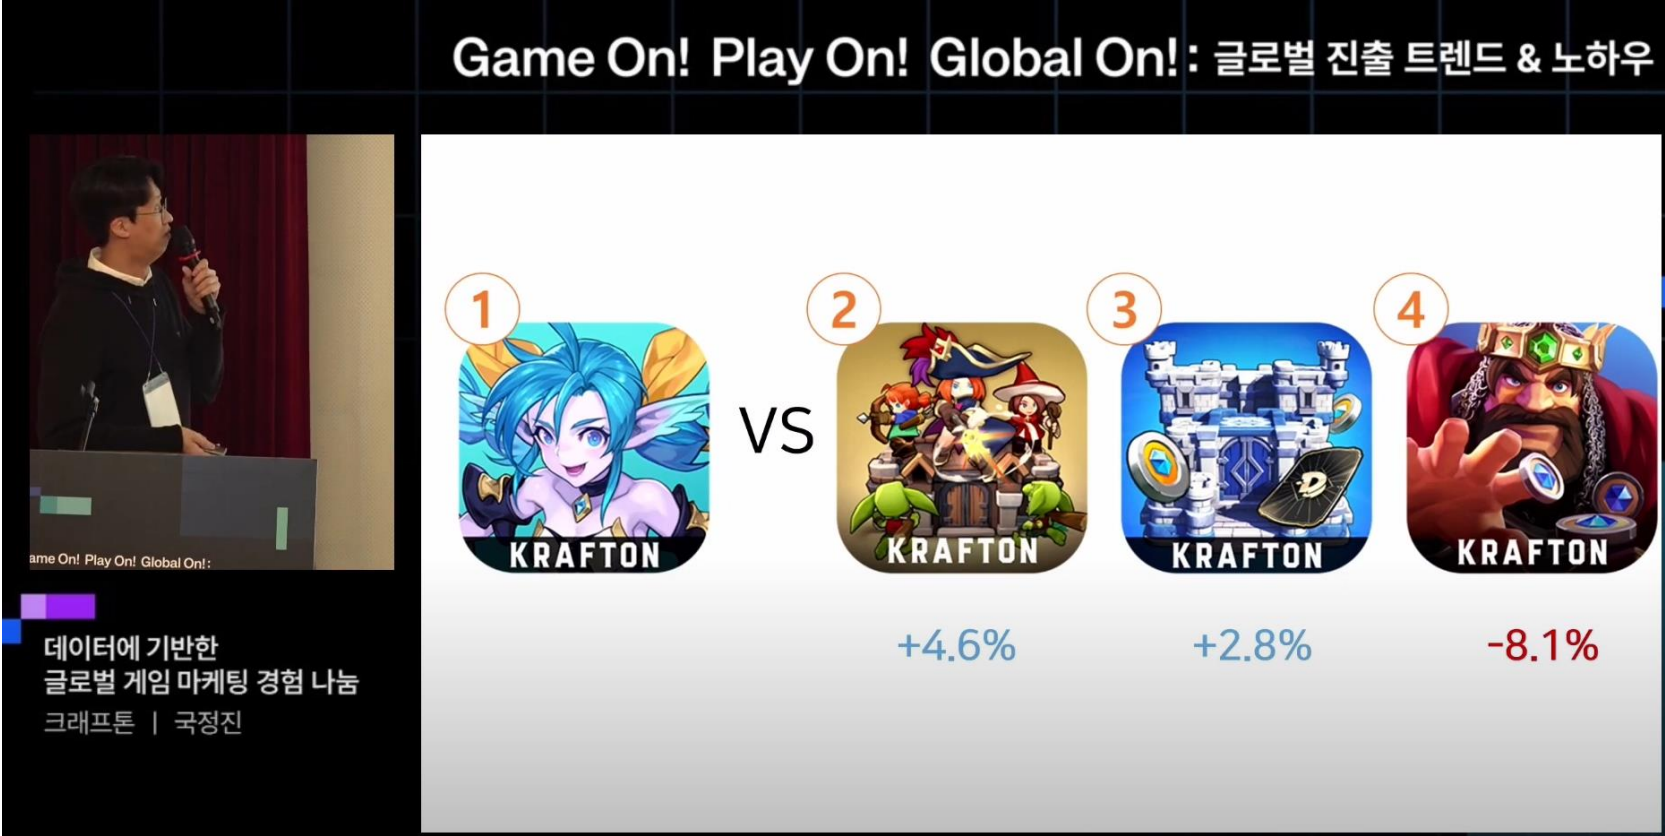 Game On! Play On! Global On!: 글로벌 진출 트렌드 & 노하우
1
2
3
4
VS
KRAFTON
KRAFTON
KRAFTON
KRAFTON
+4.6%
+2.8%
-8.1%
ame On! Play On! Global On!:
데이터에 기반한
글로벌 게임 마케팅 경험 나눔
크래프톤 | 국정진